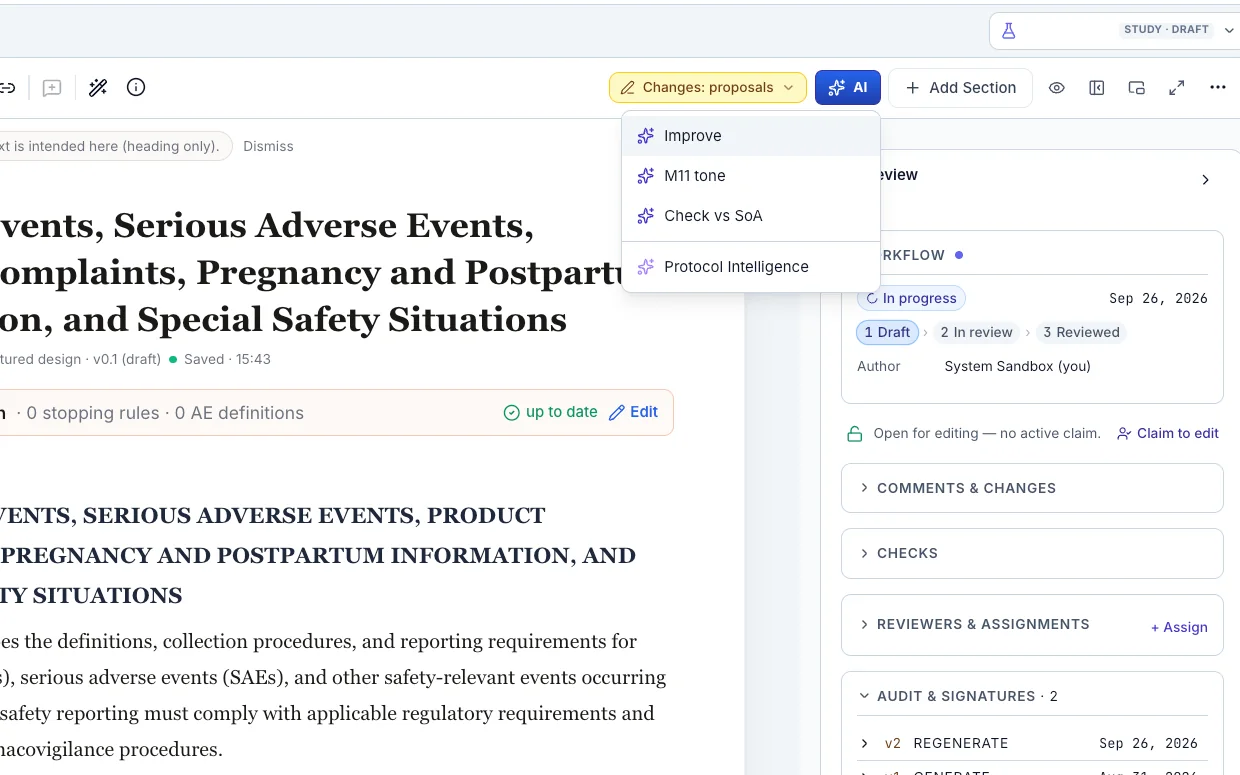 STUDY · DRAFT
Changes: proposals
AI
+ Add Section
text is intended here (heading only).
Dismiss
Improve
M11 tone
Check vs SoA
Protocol Intelligence
vents, Serious Adverse Events,
omplaints, Pregnancy and Postpartu
on, and Special Safety Situations
tured design · v0.1 (draft) Saved · 15:43
n · 0 stopping rules · 0 AE definitions
up to date
Edit
VENTS, SERIOUS ADVERSE EVENTS, PRODUCT
PREGNANCY AND POSTPARTUM INFORMATION, AND
TY SITUATIONS
es the definitions, collection procedures, and reporting requirements for
s), serious adverse events (SAEs), and other safety-relevant events occurring
safety reporting must comply with applicable regulatory requirements and
macovigilance procedures.
eview
RKFLOW
In progress
Sep 26, 2026
1 Draft › 2 In review › 3 Reviewed
Author System Sandbox (you)
Open for editing — no active claim.
Claim to edit
COMMENTS & CHANGES
CHECKS
REVIEWERS & ASSIGNMENTS
+ Assign
AUDIT & SIGNATURES · 2
v2 REGENERATE Sep 26, 2026